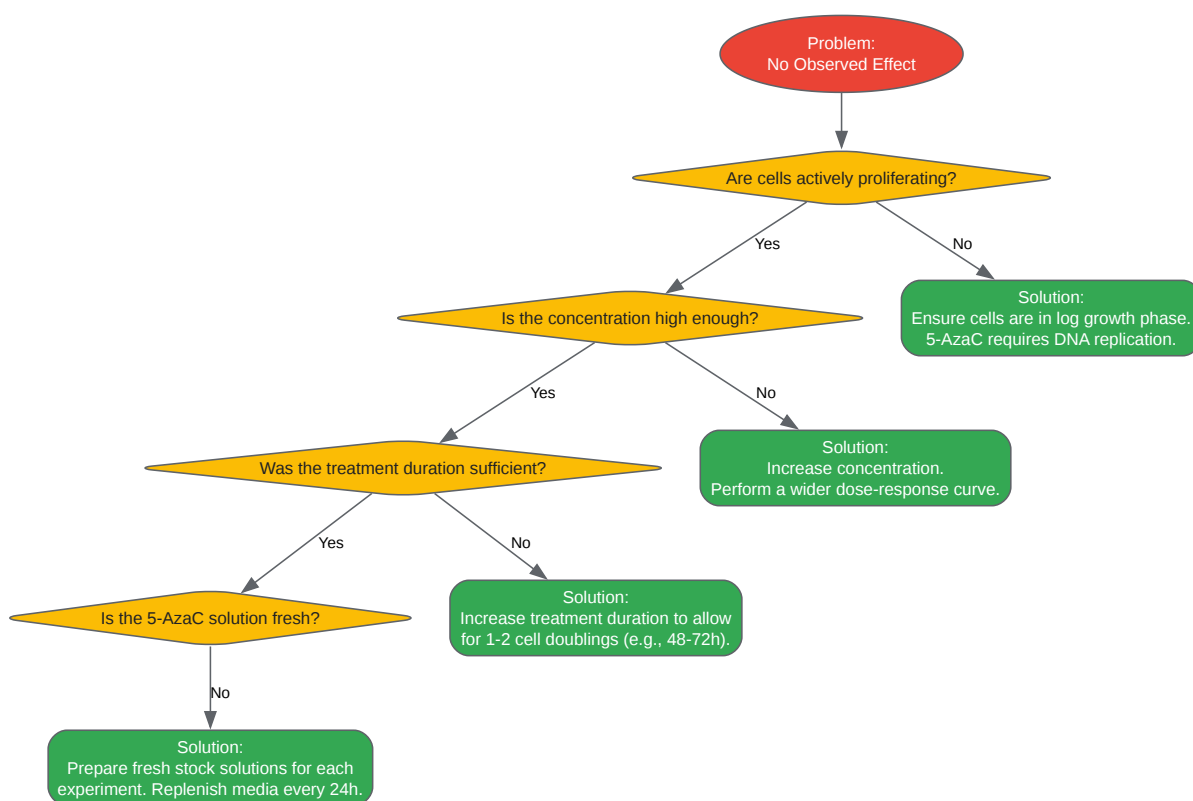 Problem:
No Observed Effect
Are cells actively proliferating?
Yes
No
Solution:
Ensure cells are in log growth phase.
5-AzaC requires DNA replication.
Is the concentration high enough?
Yes
No
Solution:
Increase concentration.
Perform a wider dose-response curve.
Was the treatment duration sufficient?
Yes
No
Solution:
Increase treatment duration to allow
for 1-2 cell doublings (e.g., 48-72h).
Is the 5-AzaC solution fresh?
No
Solution:
Prepare fresh stock solutions for each
experiment. Replenish media every 24h.